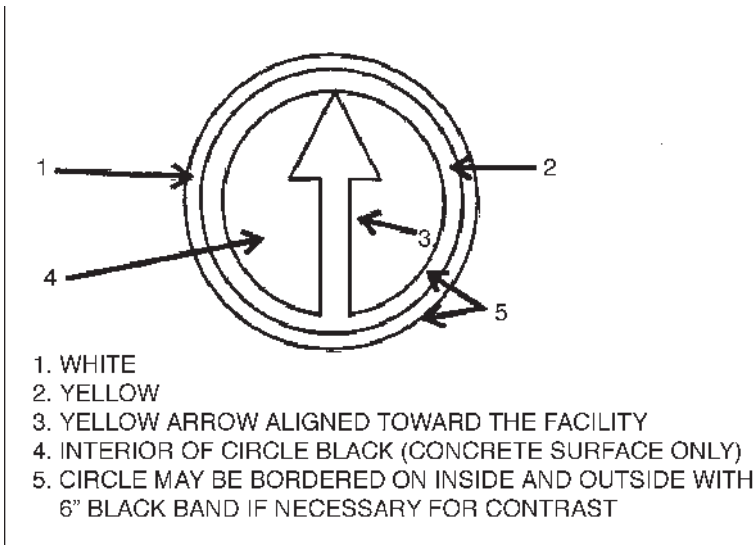 1
2
3
4
5
1. WHITE
2. YELLOW
3. YELLOW ARROW ALIGNED TOWARD THE FACILITY
4. INTERIOR OF CIRCLE BLACK (CONCRETE SURFACE ONLY)
5. CIRCLE MAY BE BORDERED ON INSIDE AND OUTSIDE WITH
6" BLACK BAND IF NECESSARY FOR CONTRAST